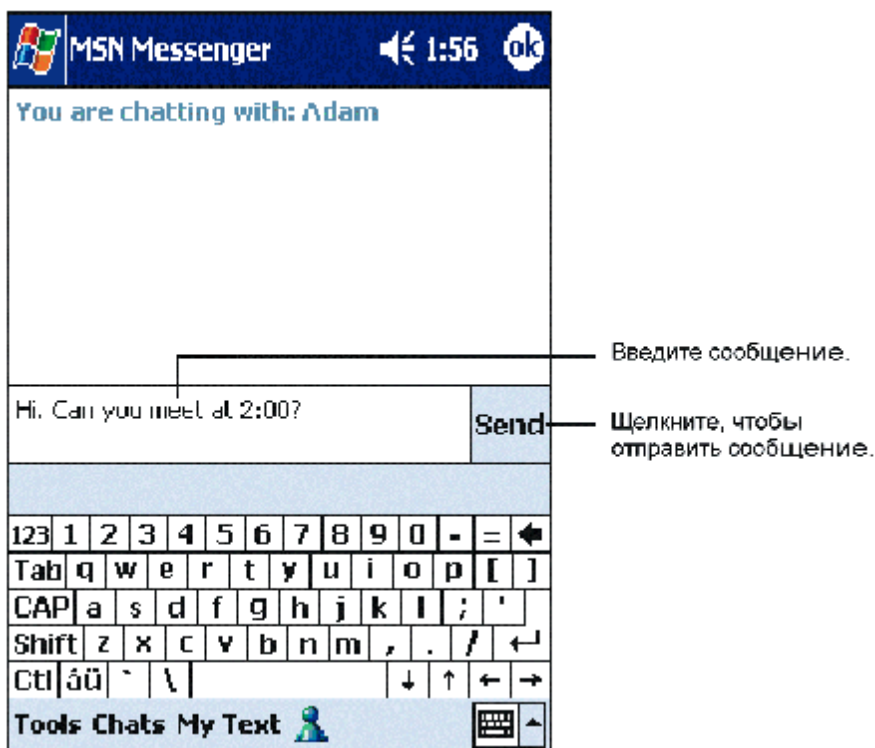 MSN Messenger 1:56 ok
You are chatting with: Adam
Введите сообщение.
Hi. Can you meet at 2:00?
Send
Щелкните, чтобы
отправить сообщение.
123 1 2 3 4 5 6 7 8 9 0 - =
Tab q w e r t y u i o p [ ]
CAP a s d f g h j k l ; '
Shift z x c v b n m , . /
Ctl áü ` \ ↓ ↑ ← →
Tools Chats My Text